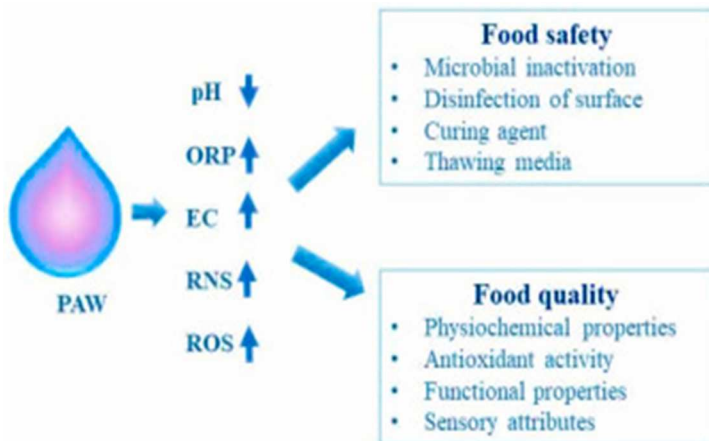 PAW
pH
ORP
EC
RNS
ROS
Food safety
• Microbial inactivation
• Disinfection of surface
• Curing agent
• Thawing media
Food quality
• Physiochemical properties
• Antioxidant activity
• Functional properties
• Sensory attributes